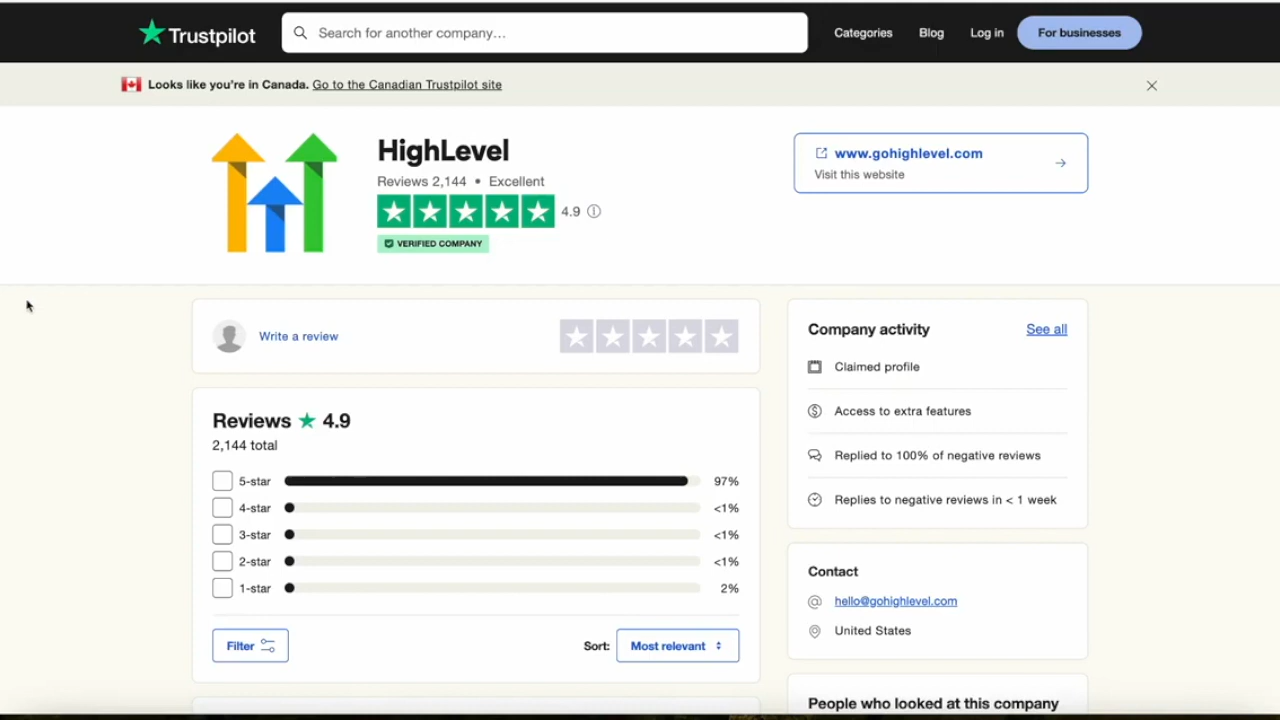 Trustpilot
Search for another company…
Categories
Blog
Log in
For businesses
Looks like you're in Canada. Go to the Canadian Trustpilot site
HighLevel
Reviews 2,144 • Excellent
4.9
VERIFIED COMPANY
www.gohighlevel.com
Visit this website
Write a review
Reviews 4.9
2,144 total
5-star 97%
4-star <1%
3-star <1%
2-star <1%
1-star 2%
Filter
Sort: Most relevant
Company activity
See all
Claimed profile
Access to extra features
Replied to 100% of negative reviews
Replies to negative reviews in < 1 week
Contact
hello@gohighlevel.com
United States
People who looked at this company